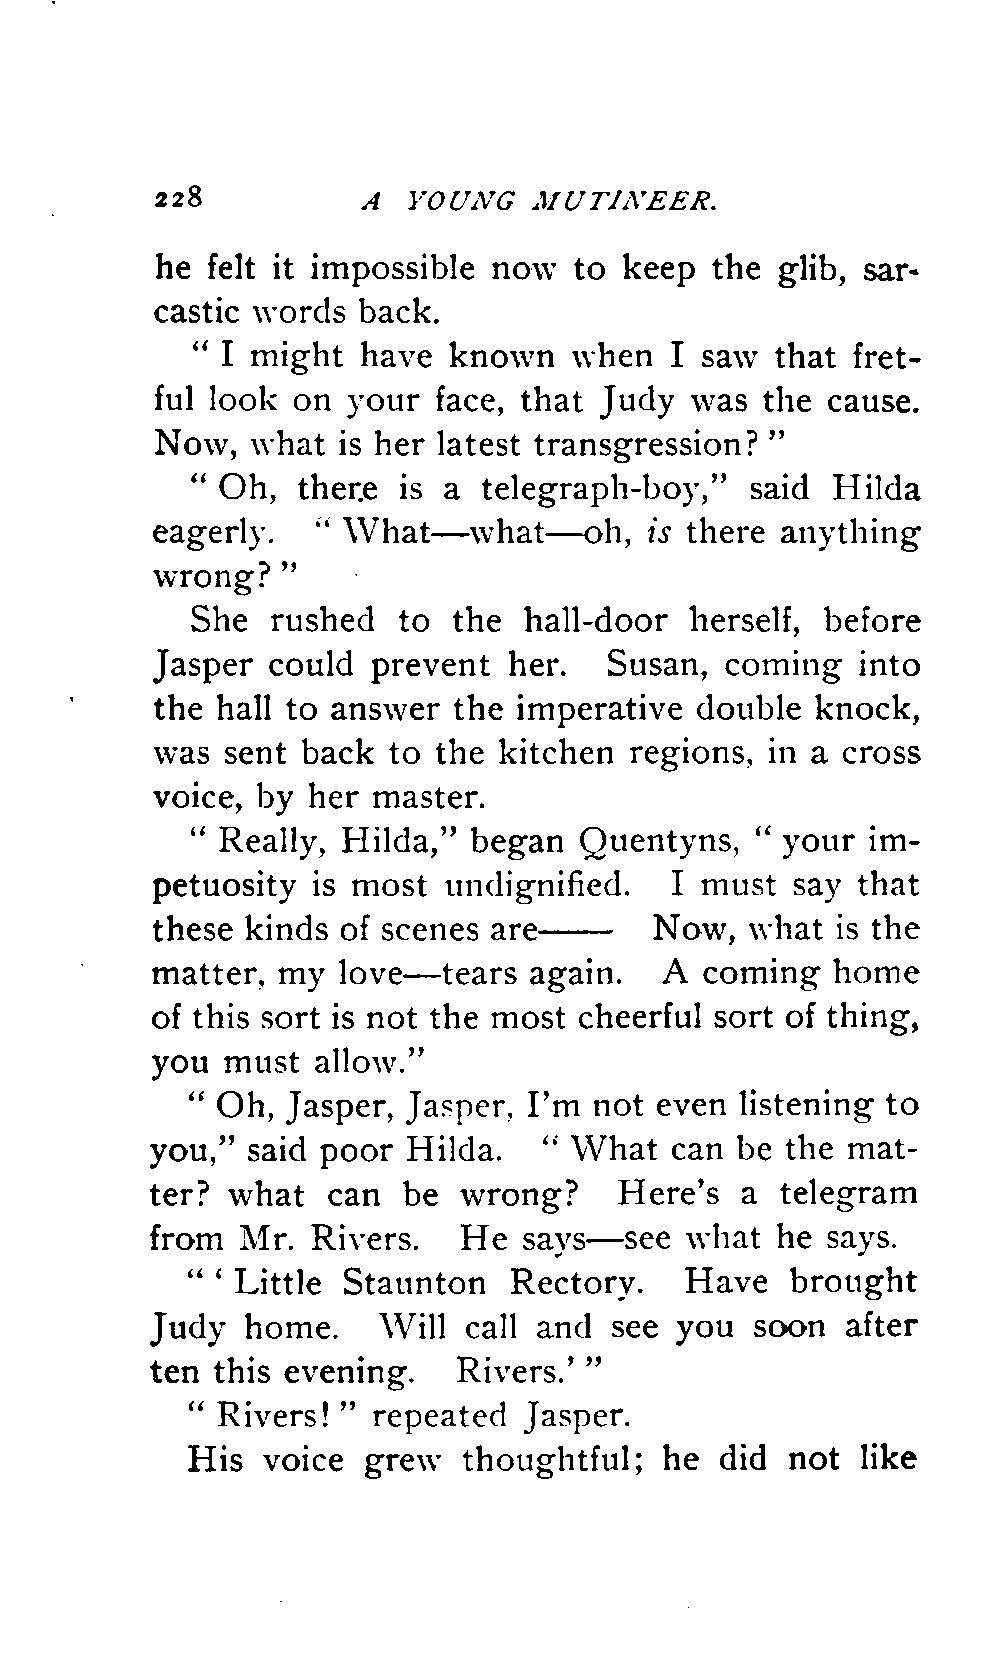 228 A YOUNG MUTINEER.
he felt it impossible now to keep the glib, sar-
castic words back.
" I might have known when I saw that fret-
ful look on your face, that Judy was the cause.
Now, what is her latest transgression? "
" Oh, there is a telegraph-boy," said Hilda
eagerly. " What—what—oh, is there anything
wrong? "
She rushed to the hall-door herself, before
Jasper could prevent her. Susan, coming into
the hall to answer the imperative double knock,
was sent back to the kitchen regions, in a cross
voice, by her master.
" Really, Hilda," began Quentyns, " your im-
petuosity is most undignified. I must say that
these kinds of scenes are—— Now, what is the
matter, my love—tears again. A coming home
of this sort is not the most cheerful sort of thing,
you must allow."
" Oh, Jasper, Jasper, I'm not even listening to
you," said poor Hilda. " What can be the mat-
ter? what can be wrong? Here's a telegram
from Mr. Rivers. He says—see what he says.
" ' Little Staunton Rectory. Have brought
Judy home. Will call and see you soon after
ten this evening. Rivers.' "
" Rivers! " repeated Jasper.
His voice grew thoughtful; he did not like